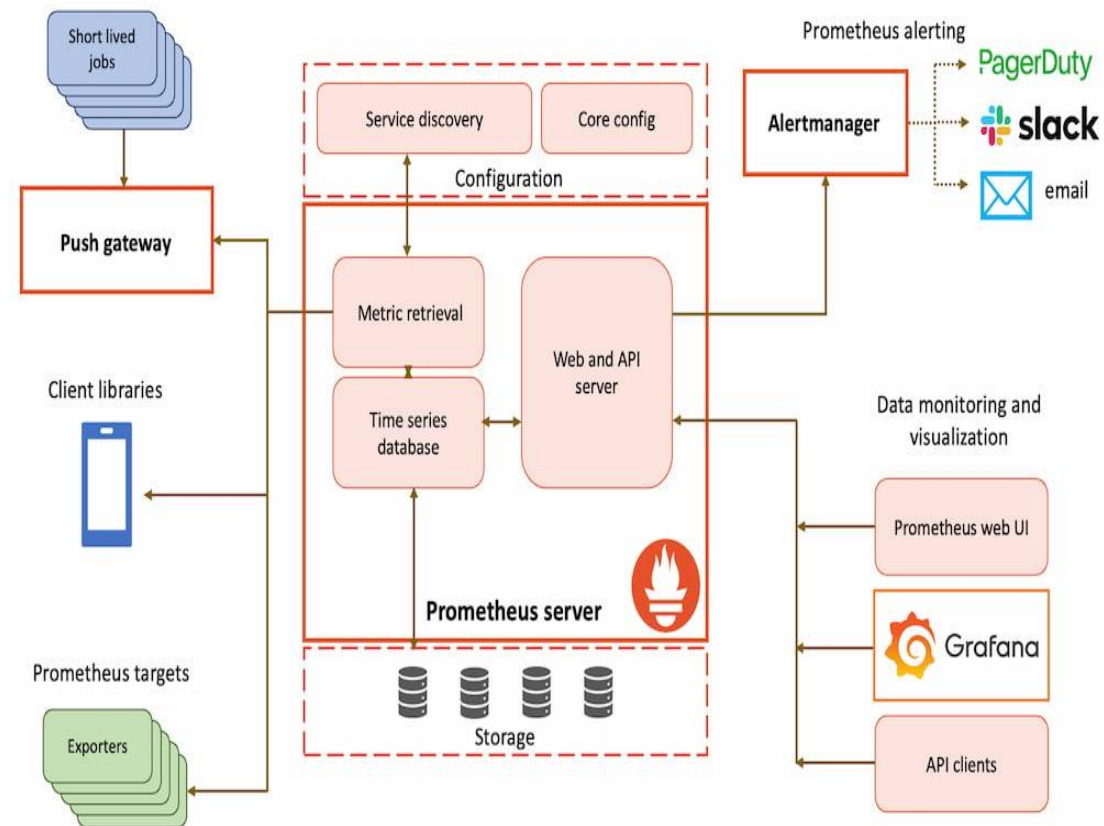 Short lived
jobs
Prometheus alerting
PagerDuty
Service discovery
Core config
Alertmanager
slack
Configuration
email
Push gateway
Metric retrieval
Web and API
server
Client libraries
Time series
database
Data monitoring and
visualization
Prometheus web UI
Prometheus server
Grafana
Prometheus targets
Storage
Exporters
API clients